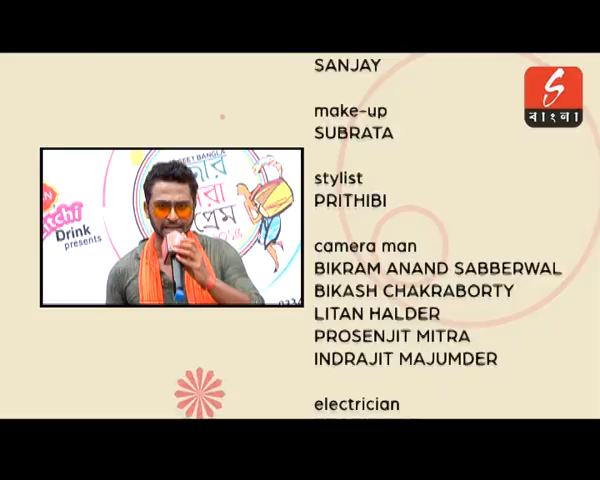 SANJAY
make-up
SUBRATA
stylist
PRITHIBI
camera man
BIKRAM ANAND SABBERWAL
BIKASH CHAKRABORTY
LITAN HALDER
PROSENJIT MITRA
INDRAJIT MAJUMDER
electrician
S
বাংলা
BANGLA
প্রেম
Drink
presents